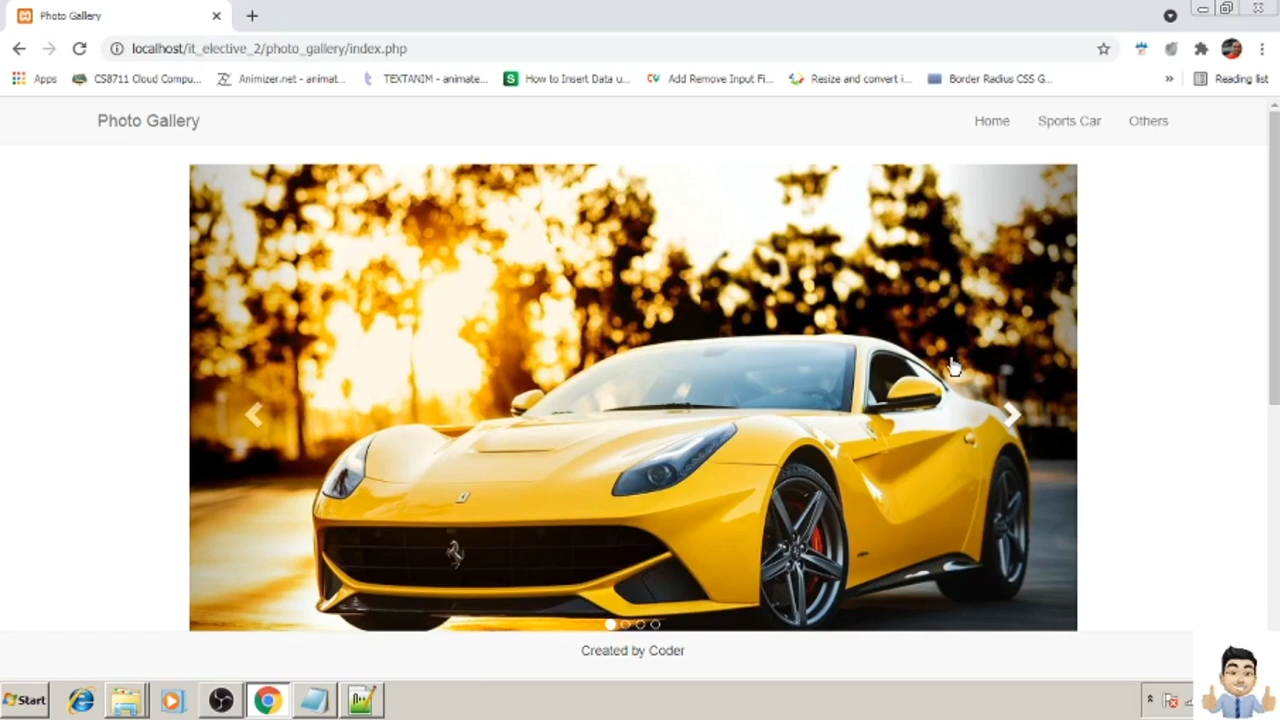 Photo Gallery
localhost/it_elective_2/photo_gallery/index.php
Apps CS8711 Cloud Compu... Animizer.net - animat... TEXTANIM - animate... How to Insert Data u... Add Remove Input Fi... Resize and convert i... Border Radius CSS G... » Reading list
Photo Gallery Home Sports Car Others
Created by Coder
Start